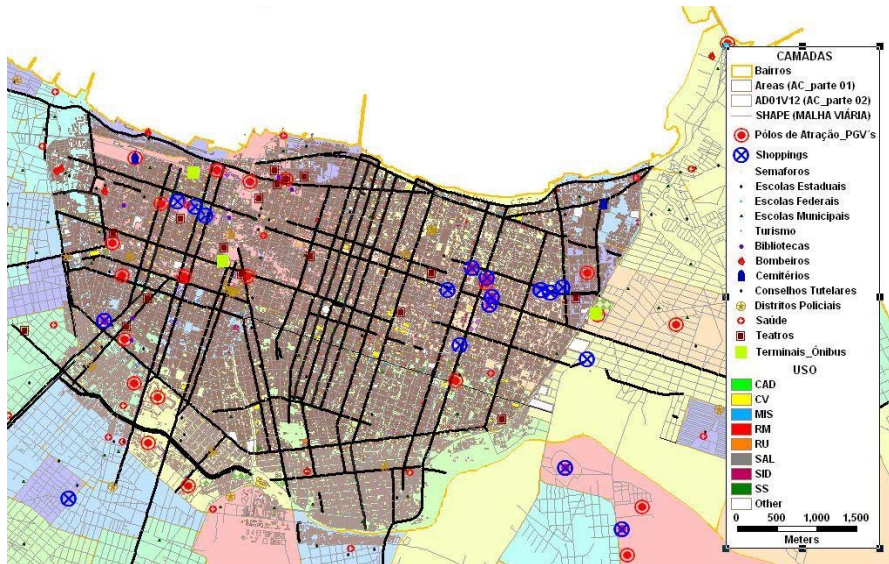 CAMADAS
Bairros
Areas (AC_parte 01)
AD01V12 (AC_parte 02)
SHAPE (MALHA VIÁRIA)
Pólos de Atração_PGV´s
Shoppings
Semaforos
Escolas Estaduais
Escolas Federais
Escolas Municipais
Turismo
Bibliotecas
Bombeiros
Cemitérios
Conselhos Tutelares
Distritos Policiais
Saúde
Teatros
Terminais_Ônibus
USO
CAD
CV
MIS
RM
RU
SAL
SID
SS
Other
0 500 1,000 1,500
Meters